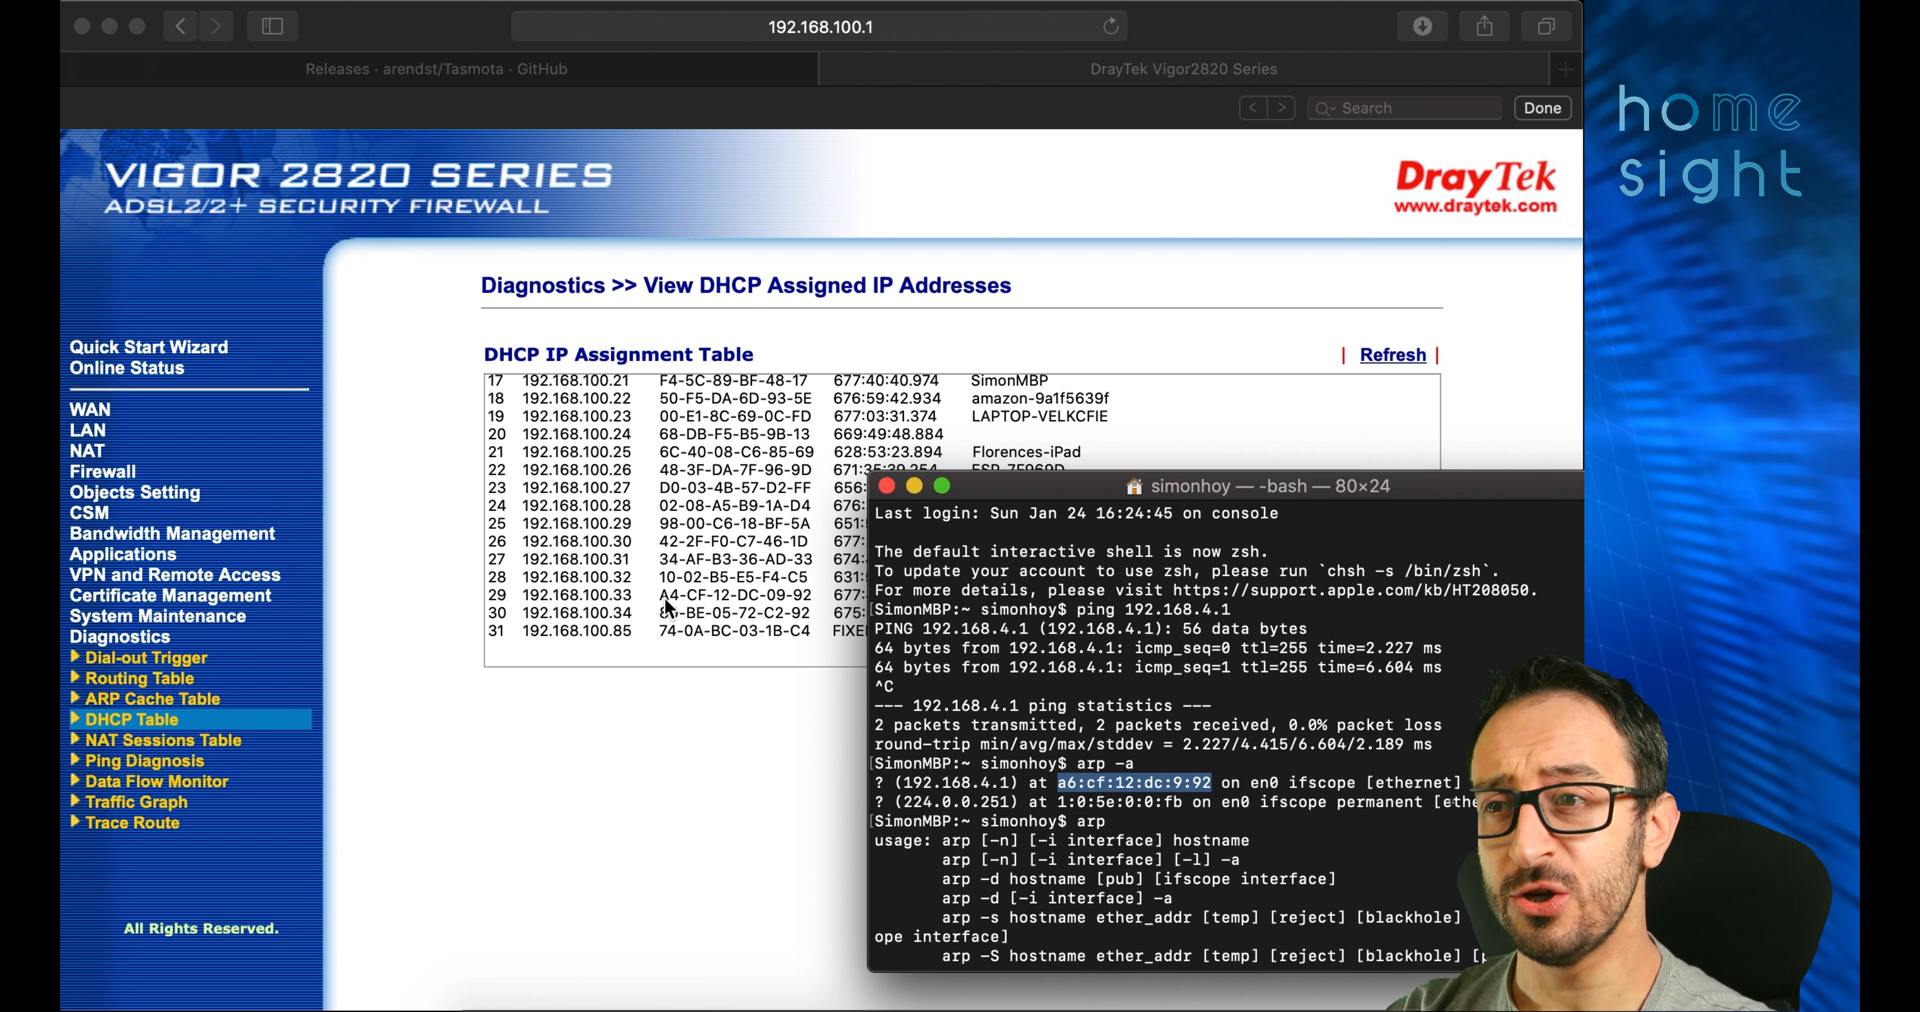 192.168.100.1
Releases · arendst/Tasmota · GitHub
DrayTek Vigor2820 Series
Search
Done
home
sight
VIGOR 2820 SERIES
ADSL2/2+ SECURITY FIREWALL
DrayTek
www.draytek.com
Quick Start Wizard
Online Status
WAN
LAN
NAT
Firewall
Objects Setting
CSM
Bandwidth Management
Applications
VPN and Remote Access
Certificate Management
System Maintenance
Diagnostics
Dial-out Trigger
Routing Table
ARP Cache Table
DHCP Table
NAT Sessions Table
Ping Diagnosis
Data Flow Monitor
Traffic Graph
Trace Route
All Rights Reserved.
Diagnostics >> View DHCP Assigned IP Addresses
DHCP IP Assignment Table
| Refresh |
17 192.168.100.21 F4-5C-89-BF-48-17 677:40:40.974 SimonMBP
18 192.168.100.22 50-F5-DA-6D-93-5E 676:59:42.934 amazon-9a1f5639f
19 192.168.100.23 00-E1-8C-69-0C-FD 677:03:31.374 LAPTOP-VELKCFIE
20 192.168.100.24 68-DB-F5-B5-9B-13 669:49:48.884
21 192.168.100.25 6C-40-08-C6-85-69 628:53:23.894 Florences-iPad
22 192.168.100.26 48-3F-DA-7F-96-9D 671:35:39.254 ESP-7F969D
23 192.168.100.27 D0-03-4B-57-D2-FF 656:
24 192.168.100.28 02-08-A5-B9-1A-D4 676:
25 192.168.100.29 98-00-C6-18-BF-5A 651:
26 192.168.100.30 42-2F-F0-C7-46-1D 677:
27 192.168.100.31 34-AF-B3-36-AD-33 674:
28 192.168.100.32 10-02-B5-E5-F4-C5 631:
29 192.168.100.33 A4-CF-12-DC-09-92 677:
30 192.168.100.34 -BE-05-72-C2-92 675:
31 192.168.100.85 74-0A-BC-03-1B-C4 FIXE
simonhoy — -bash — 80×24
Last login: Sun Jan 24 16:24:45 on console
The default interactive shell is now zsh.
To update your account to use zsh, please run `chsh -s /bin/zsh`.
For more details, please visit https://support.apple.com/kb/HT208050.
[SimonMBP:~ simonhoy$ ping 192.168.4.1
PING 192.168.4.1 (192.168.4.1): 56 data bytes
64 bytes from 192.168.4.1: icmp_seq=0 ttl=255 time=2.227 ms
64 bytes from 192.168.4.1: icmp_seq=1 ttl=255 time=6.604 ms
^C
--- 192.168.4.1 ping statistics ---
2 packets transmitted, 2 packets received, 0.0% packet loss
round-trip min/avg/max/stddev = 2.227/4.415/6.604/2.189 ms
[SimonMBP:~ simonhoy$ arp -a
? (192.168.4.1) at a6:cf:12:dc:9:92 on en0 ifscope [ethernet]
? (224.0.0.251) at 1:0:5e:0:0:fb on en0 ifscope permanent [ethe
[SimonMBP:~ simonhoy$ arp
usage: arp [-n] [-i interface] hostname
arp [-n] [-i interface] [-l] -a
arp -d hostname [pub] [ifscope interface]
arp -d [-i interface] -a
arp -s hostname ether_addr [temp] [reject] [blackhole]
ope interface]
arp -S hostname ether_addr [temp] [reject] [blackhole] [p